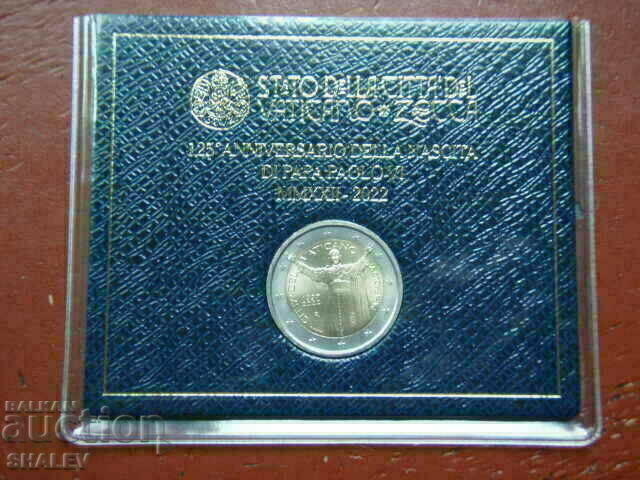 STATO DELLA CITTÀ DEL
VATICANO * ZECCA
125° ANNIVERSARIO DELLA NASCITA
DI PAPA PAOLO VI
MMXXII - 2022
VATICANO
BALKAN
auction
SHALEV